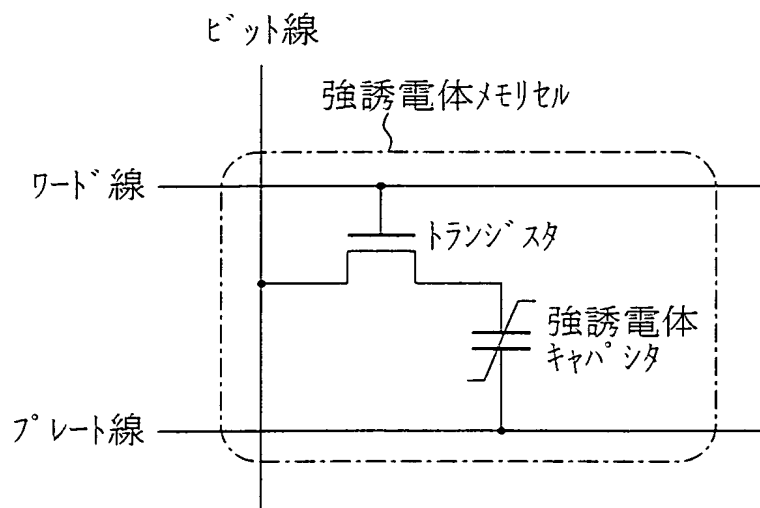 ビット線
強誘電体メモリセル
ワード線
トランジスタ
強誘電体
キャパシタ
プレート線